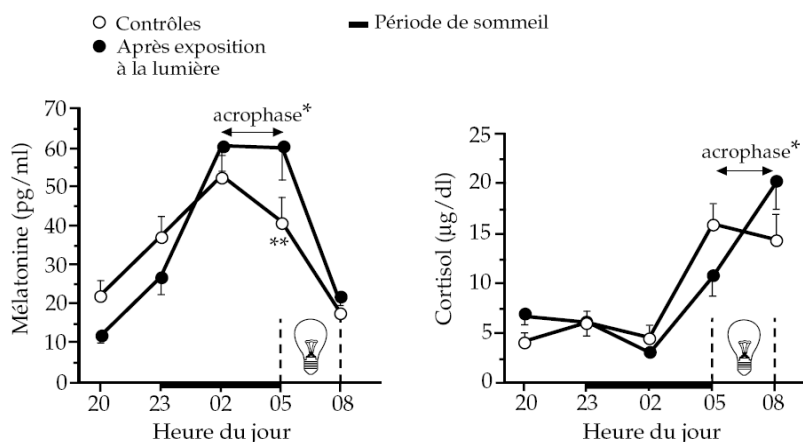 Contrôles
Période de sommeil
Après exposition
à la lumière
acrophase*
Mélatonine (pg/ml)
70
60
50
40
30
20
10
0
**
20 23 02 05 08
Heure du jour
acrophase*
Cortisol (µg/dl)
25
20
15
10
5
0
20 23 02 05 08
Heure du jour